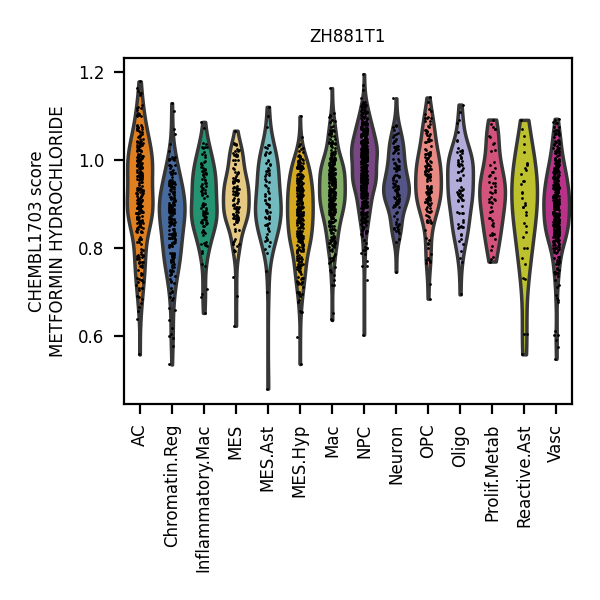 ZH881T1
CHEMBL1703 score
METFORMIN HYDROCHLORIDE
1.2
1.0
0.8
0.6
AC
Chromatin.Reg
Inflammatory.Mac
MES
MES.Ast
MES.Hyp
Mac
NPC
Neuron
OPC
Oligo
Prolif.Metab
Reactive.Ast
Vasc